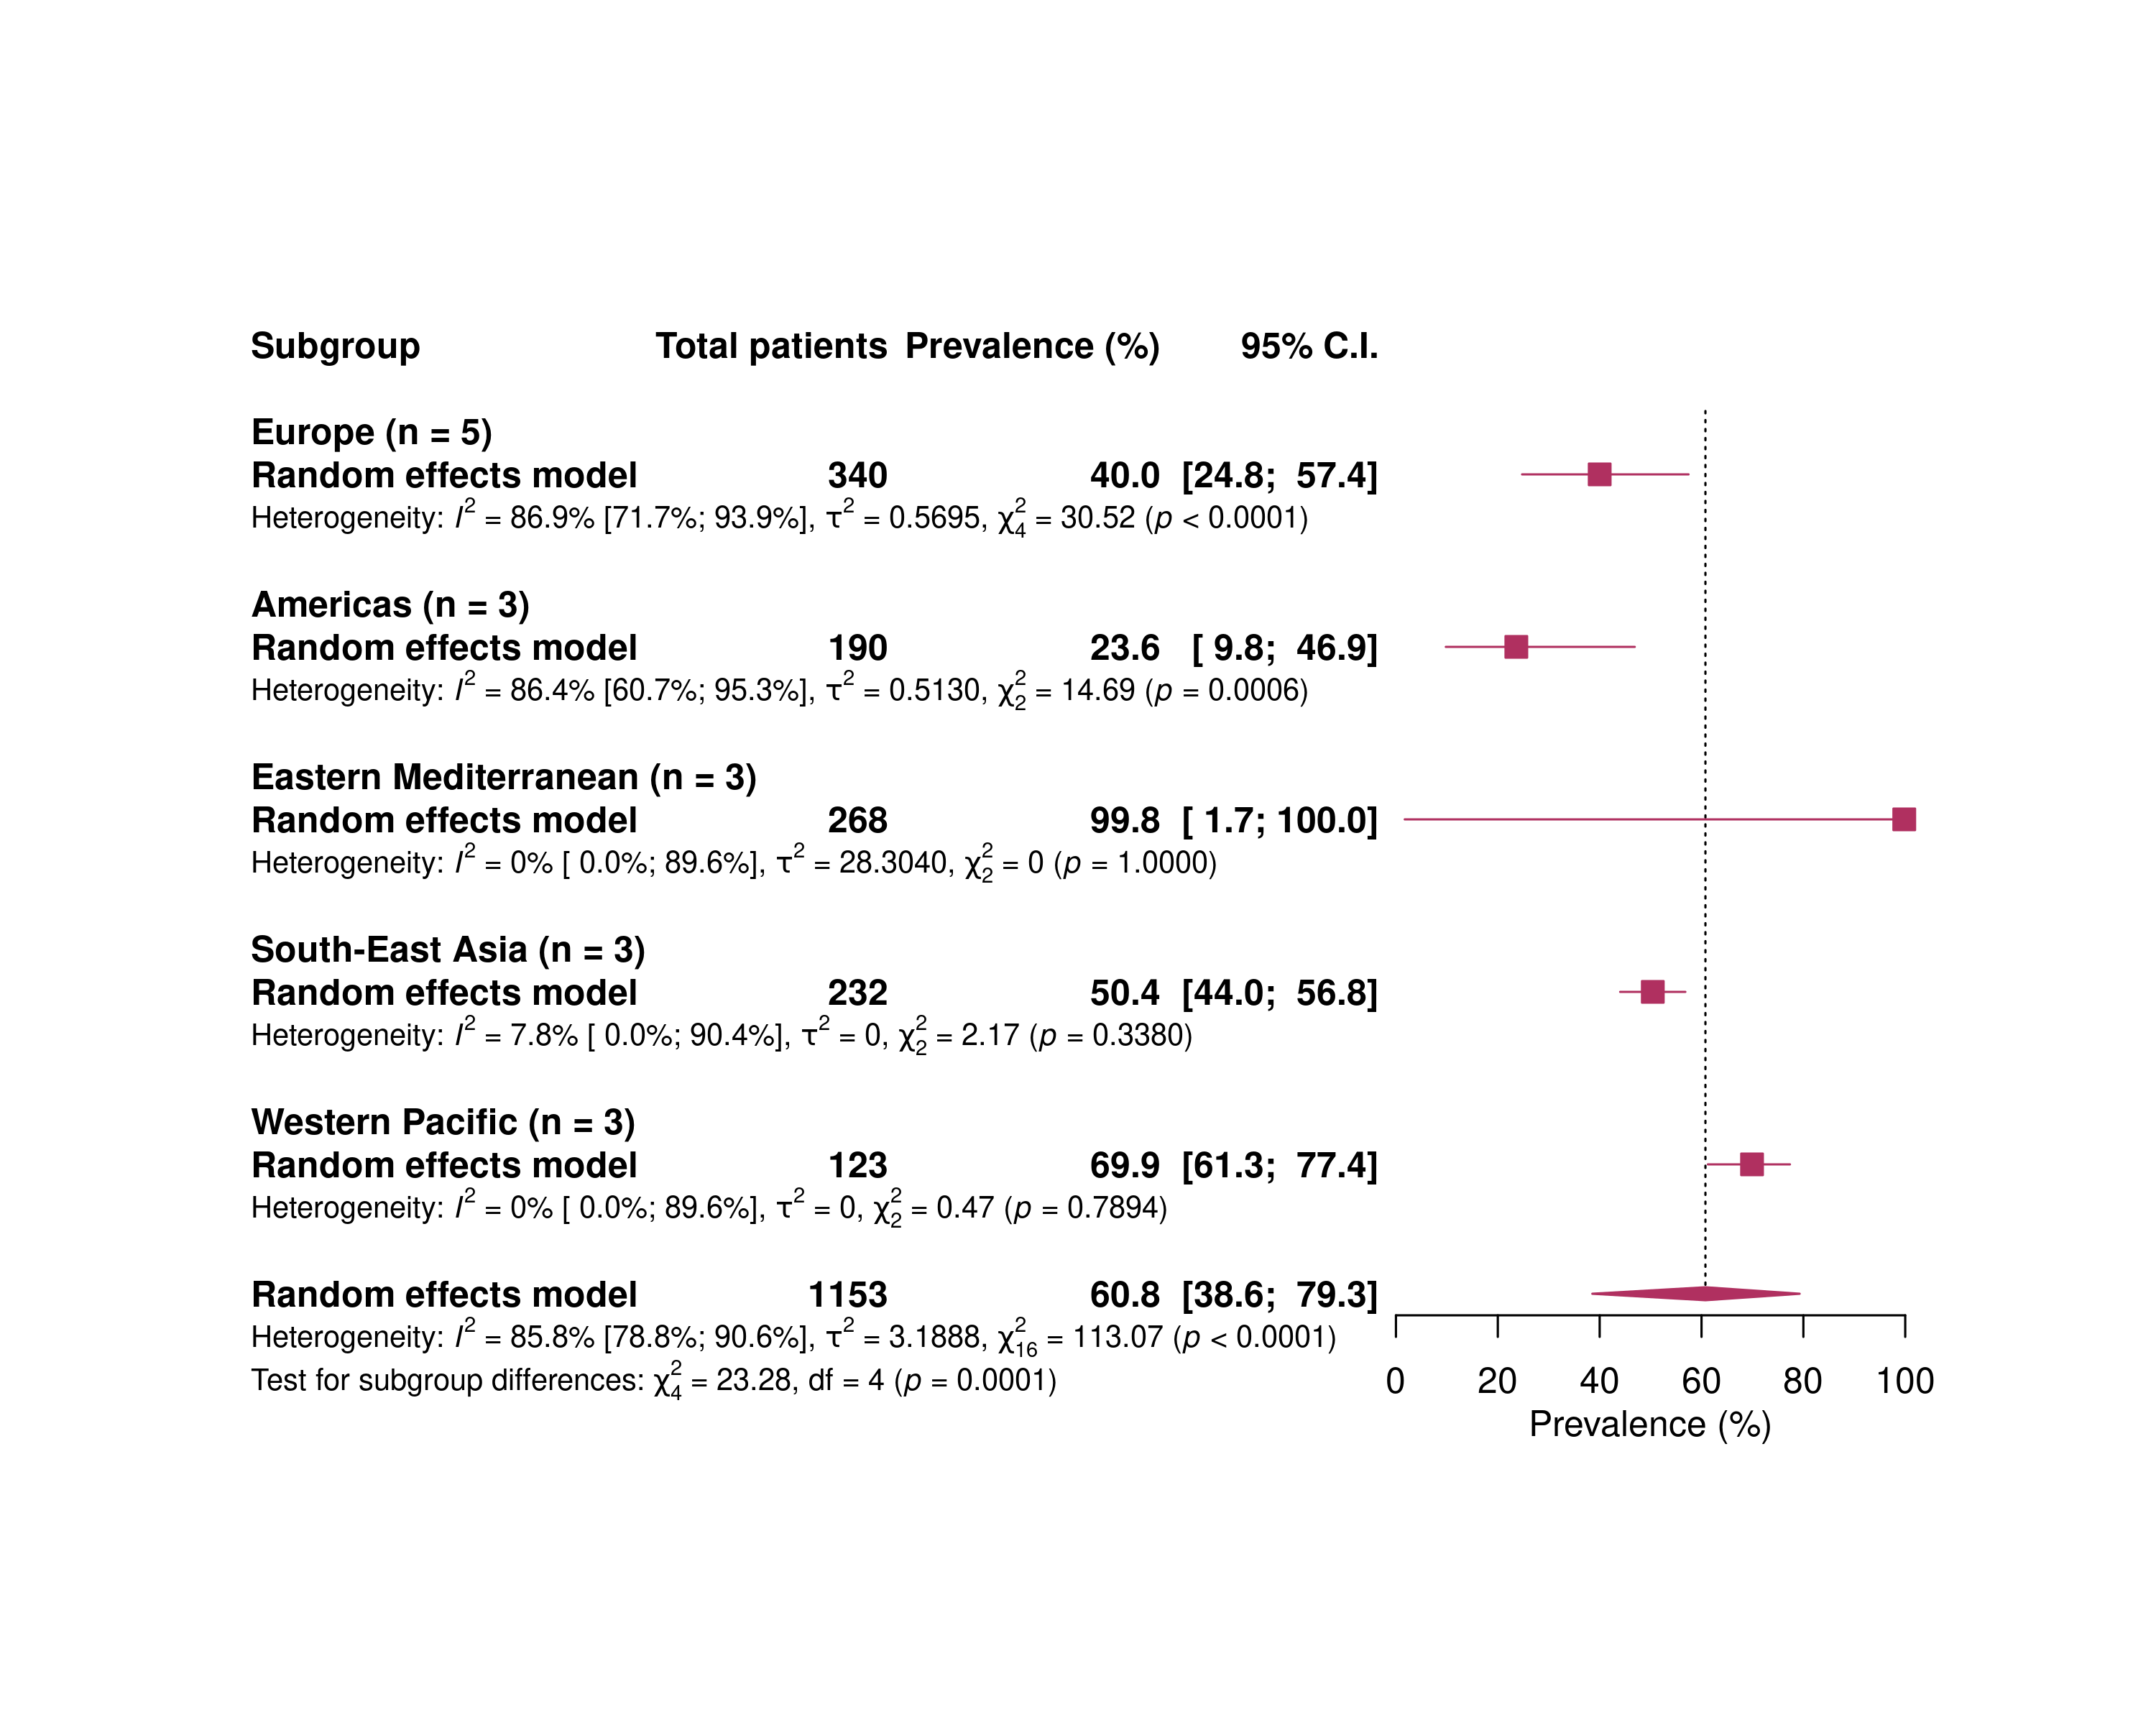 Subgroup Total patients Prevalence (%) 95% C.I.
Europe (n = 5)
Random effects model 340 40.0 [24.8; 57.4]
Heterogeneity: I² = 86.9% [71.7%; 93.9%], τ² = 0.5695, χ²₄ = 30.52 (p < 0.0001)
Americas (n = 3)
Random effects model 190 23.6 [ 9.8; 46.9]
Heterogeneity: I² = 86.4% [60.7%; 95.3%], τ² = 0.5130, χ²₂ = 14.69 (p = 0.0006)
Eastern Mediterranean (n = 3)
Random effects model 268 99.8 [ 1.7; 100.0]
Heterogeneity: I² = 0% [ 0.0%; 89.6%], τ² = 28.3040, χ²₂ = 0 (p = 1.0000)
South-East Asia (n = 3)
Random effects model 232 50.4 [44.0; 56.8]
Heterogeneity: I² = 7.8% [ 0.0%; 90.4%], τ² = 0, χ²₂ = 2.17 (p = 0.3380)
Western Pacific (n = 3)
Random effects model 123 69.9 [61.3; 77.4]
Heterogeneity: I² = 0% [ 0.0%; 89.6%], τ² = 0, χ²₂ = 0.47 (p = 0.7894)
Random effects model 1153 60.8 [38.6; 79.3]
Heterogeneity: I² = 85.8% [78.8%; 90.6%], τ² = 3.1888, χ²₁₆ = 113.07 (p < 0.0001)
Test for subgroup differences: χ²₄ = 23.28, df = 4 (p = 0.0001)
0 20 40 60 80 100
Prevalence (%)